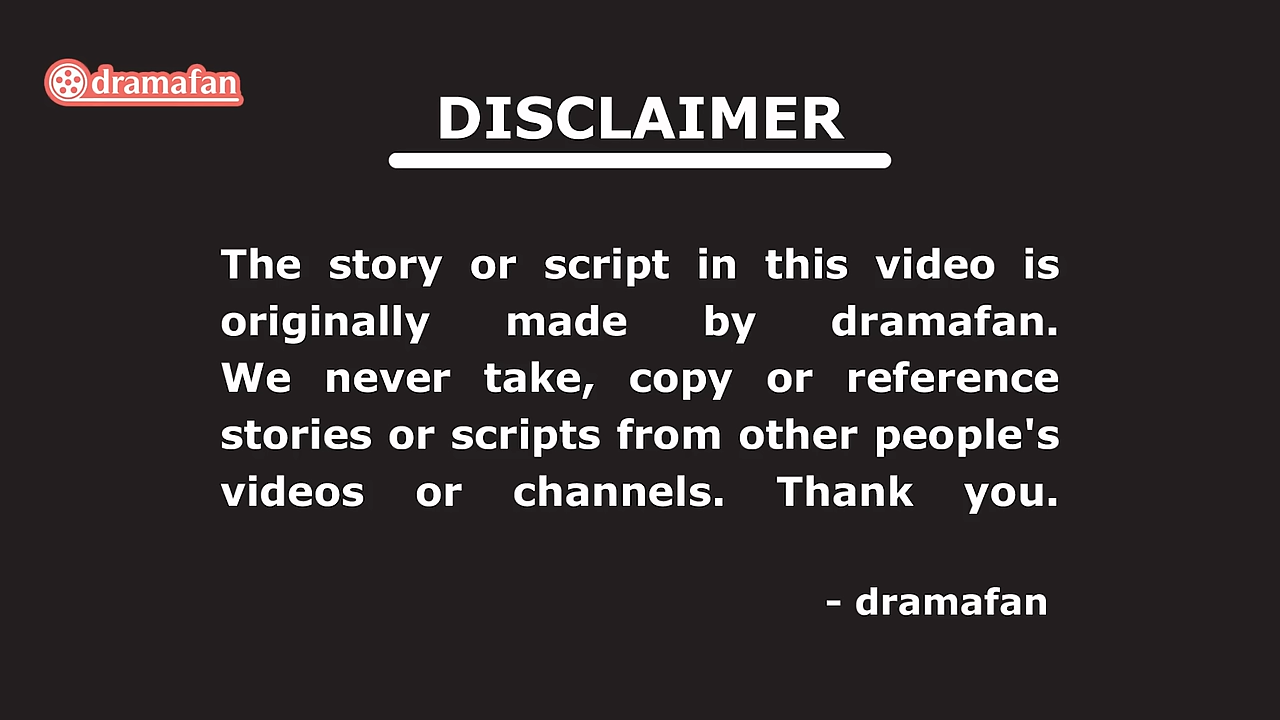 dramafan
DISCLAIMER
The story or script in this video is
originally made by dramafan.
We never take, copy or reference
stories or scripts from other people's
videos or channels. Thank you.
- dramafan